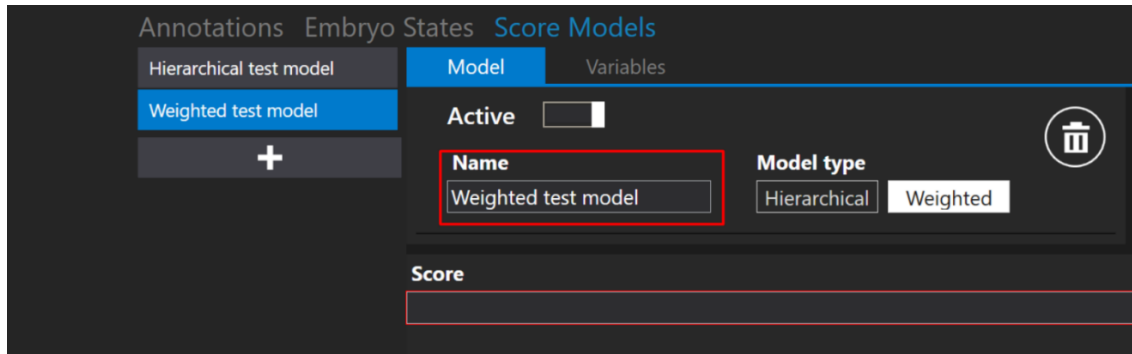 Annotations Embryo States Score Models
Hierarchical test model
Weighted test model
Model Variables
Active
Name
Weighted test model
Model type
Hierarchical Weighted
Score